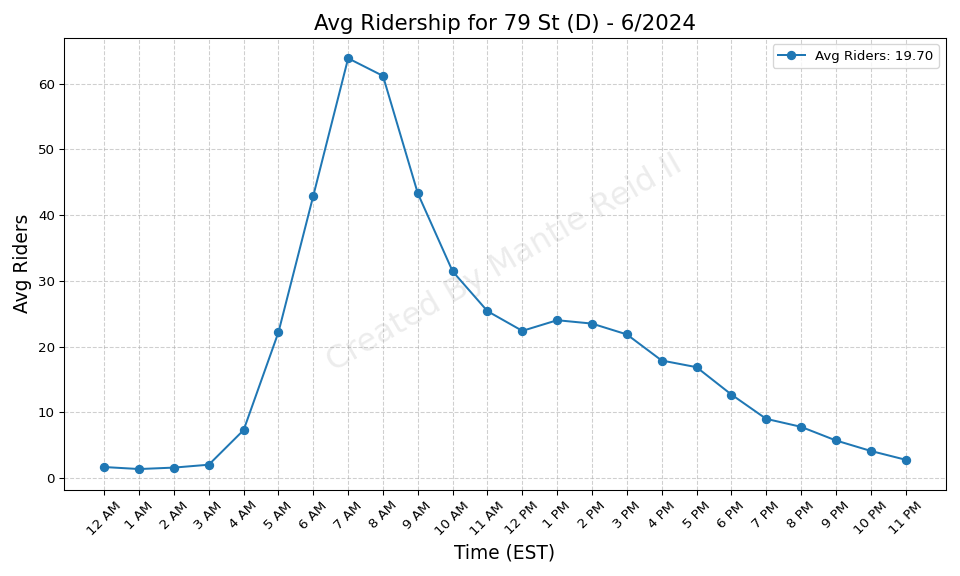 Avg Ridership for 79 St (D) - 6/2024
Avg Riders: 19.70
Avg Riders
60
50
40
30
20
10
0
Created By Mantie Reid II
12 AM
1 AM
2 AM
3 AM
4 AM
5 AM
6 AM
7 AM
8 AM
9 AM
10 AM
11 AM
12 PM
1 PM
2 PM
3 PM
4 PM
5 PM
6 PM
7 PM
8 PM
9 PM
10 PM
11 PM
Time (EST)